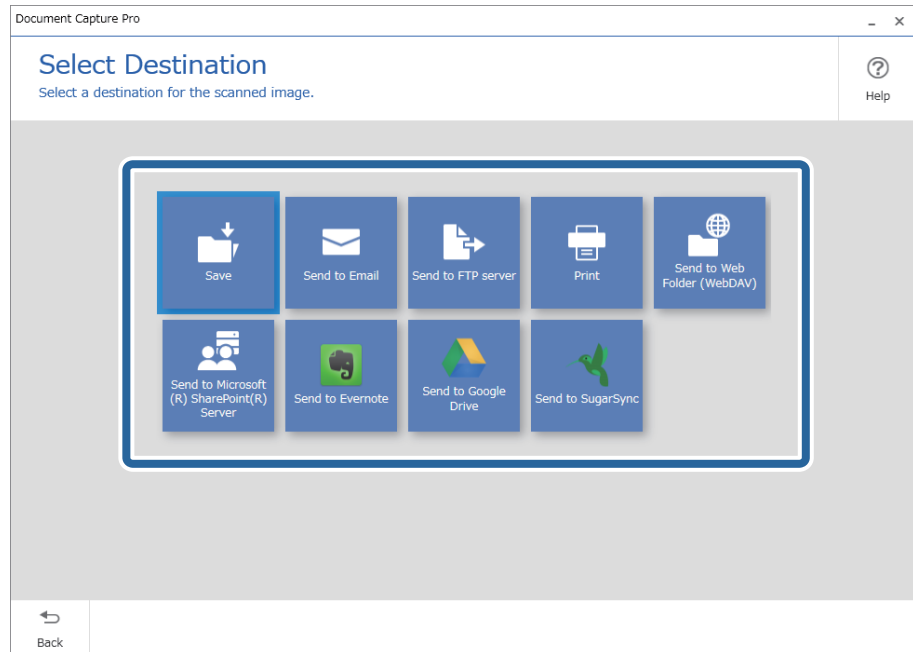 Document Capture Pro
Select Destination
Select a destination for the scanned image.
Help
Save
Send to Email
Send to FTP server
Print
Send to Web
Folder (WebDAV)
Send to Microsoft
(R) SharePoint(R)
Server
Send to Evernote
Send to Google
Drive
Send to SugarSync
Back